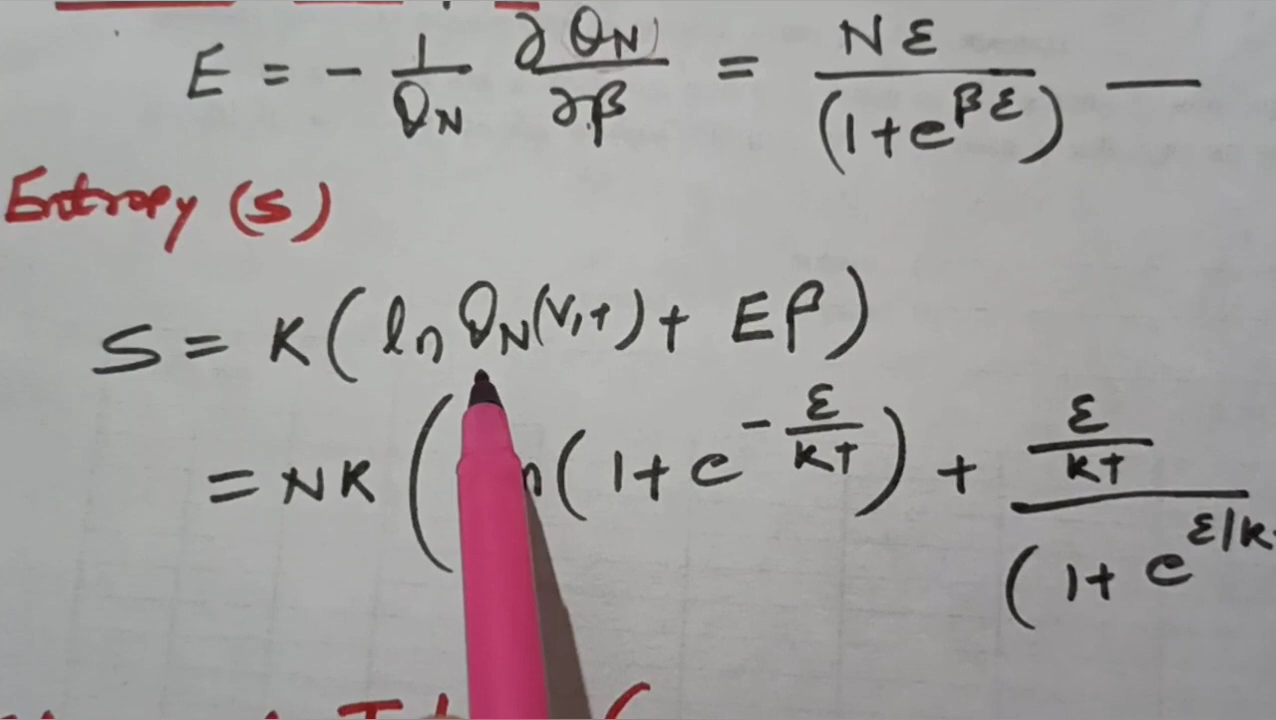 E = - 1/Q_N ∂Q_N/∂β = Nε/(1+e^{βε}) —
Entropy (S)
S = K( ln Q_N(V,T) + Eβ )
= NK ( ln( 1+ e^{-ε/KT} ) + (ε/KT)/( 1+ e^{ε/K